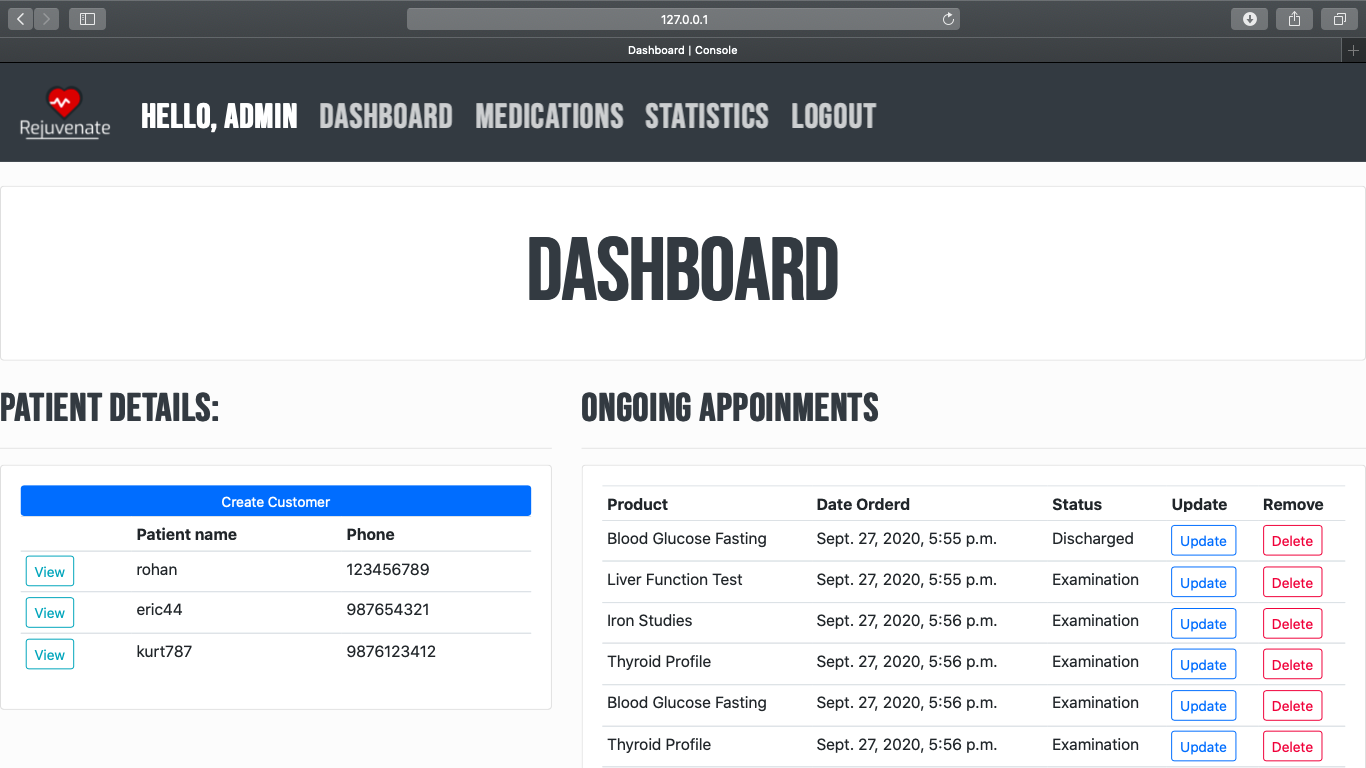 127.0.0.1
Dashboard | Console
Rejuvenate
HELLO, ADMIN DASHBOARD MEDICATIONS STATISTICS LOGOUT
DASHBOARD
PATIENT DETAILS:
Create Customer
Patient name Phone
View rohan 123456789
View eric44 987654321
View kurt787 9876123412
ONGOING APPOINMENTS
Product Date Orderd Status Update Remove
Blood Glucose Fasting Sept. 27, 2020, 5:55 p.m. Discharged Update Delete
Liver Function Test Sept. 27, 2020, 5:55 p.m. Examination Update Delete
Iron Studies Sept. 27, 2020, 5:56 p.m. Examination Update Delete
Thyroid Profile Sept. 27, 2020, 5:56 p.m. Examination Update Delete
Blood Glucose Fasting Sept. 27, 2020, 5:56 p.m. Examination Update Delete
Thyroid Profile Sept. 27, 2020, 5:56 p.m. Examination Update Delete